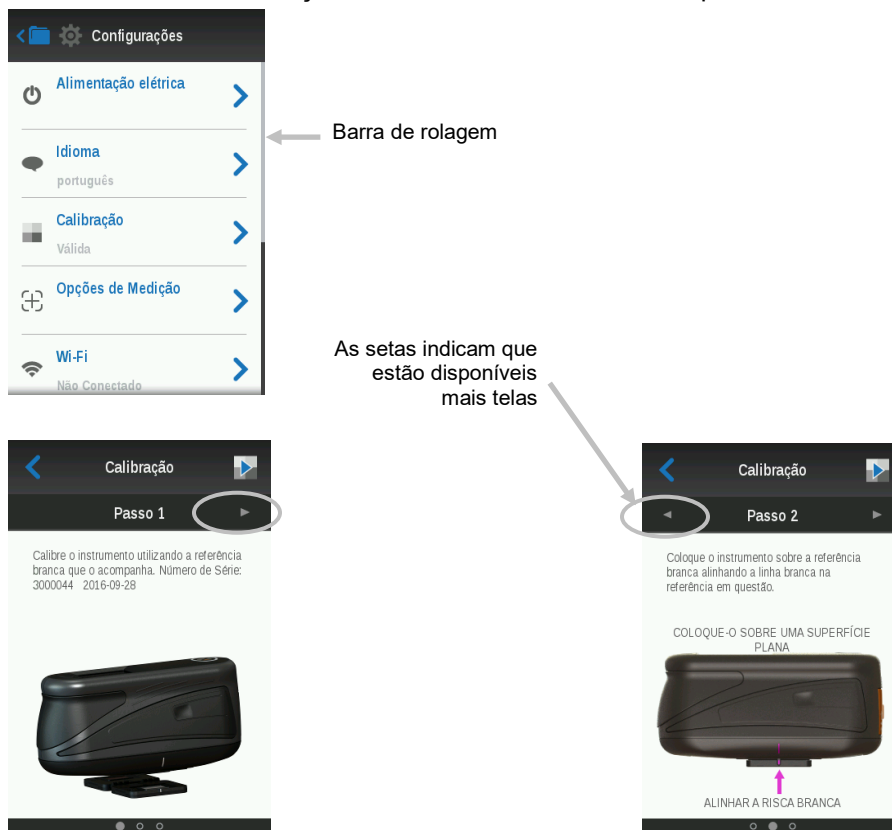 Configurações
Alimentação elétrica
Idioma
português
Calibração
Válida
Opções de Medição
Wi-Fi
Não Conectado
Barra de rolagem
As setas indicam que
estão disponíveis
mais telas
Calibração
Passo 1
Calibre o instrumento utilizando a referência
branca que o acompanha. Número de Série:
3000044 2016-09-28
Calibração
Passo 2
Coloque o instrumento sobre a referência
branca alinhando a linha branca na
referência em questão.
COLOQUE-O SOBRE UMA SUPERFÍCIE
PLANA
ALINHAR A RISCA BRANCA